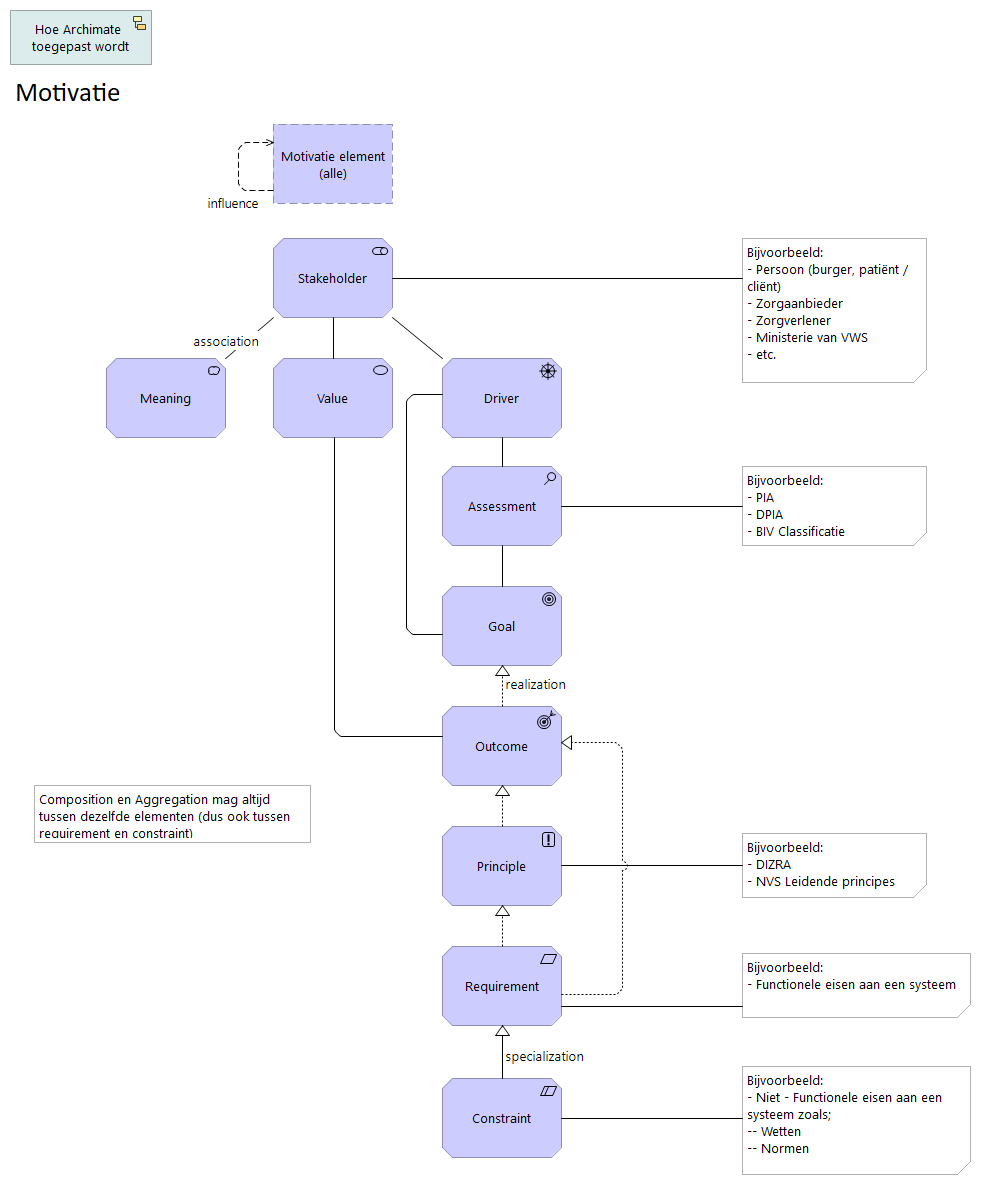 Hoe Archimate
toegepast wordt
Motivatie
Motivatie element
(alle)
influence
Stakeholder
Bijvoorbeeld:
- Persoon (burger, patiënt /
cliënt)
- Zorgaanbieder
- Zorgverlener
- Ministerie van VWS
- etc.
association
Meaning
Value
Driver
Assessment
Bijvoorbeeld:
- PIA
- DPIA
- BIV Classificatie
Goal
realization
Outcome
Composition en Aggregation mag altijd
tussen dezelfde elementen (dus ook tussen
requirement en constraint)
Principle
Bijvoorbeeld:
- DIZRA
- NVS Leidende principes
Requirement
Bijvoorbeeld:
- Functionele eisen aan een systeem
specialization
Constraint
Bijvoorbeeld:
- Niet - Functionele eisen aan een
systeem zoals;
-- Wetten
-- Normen